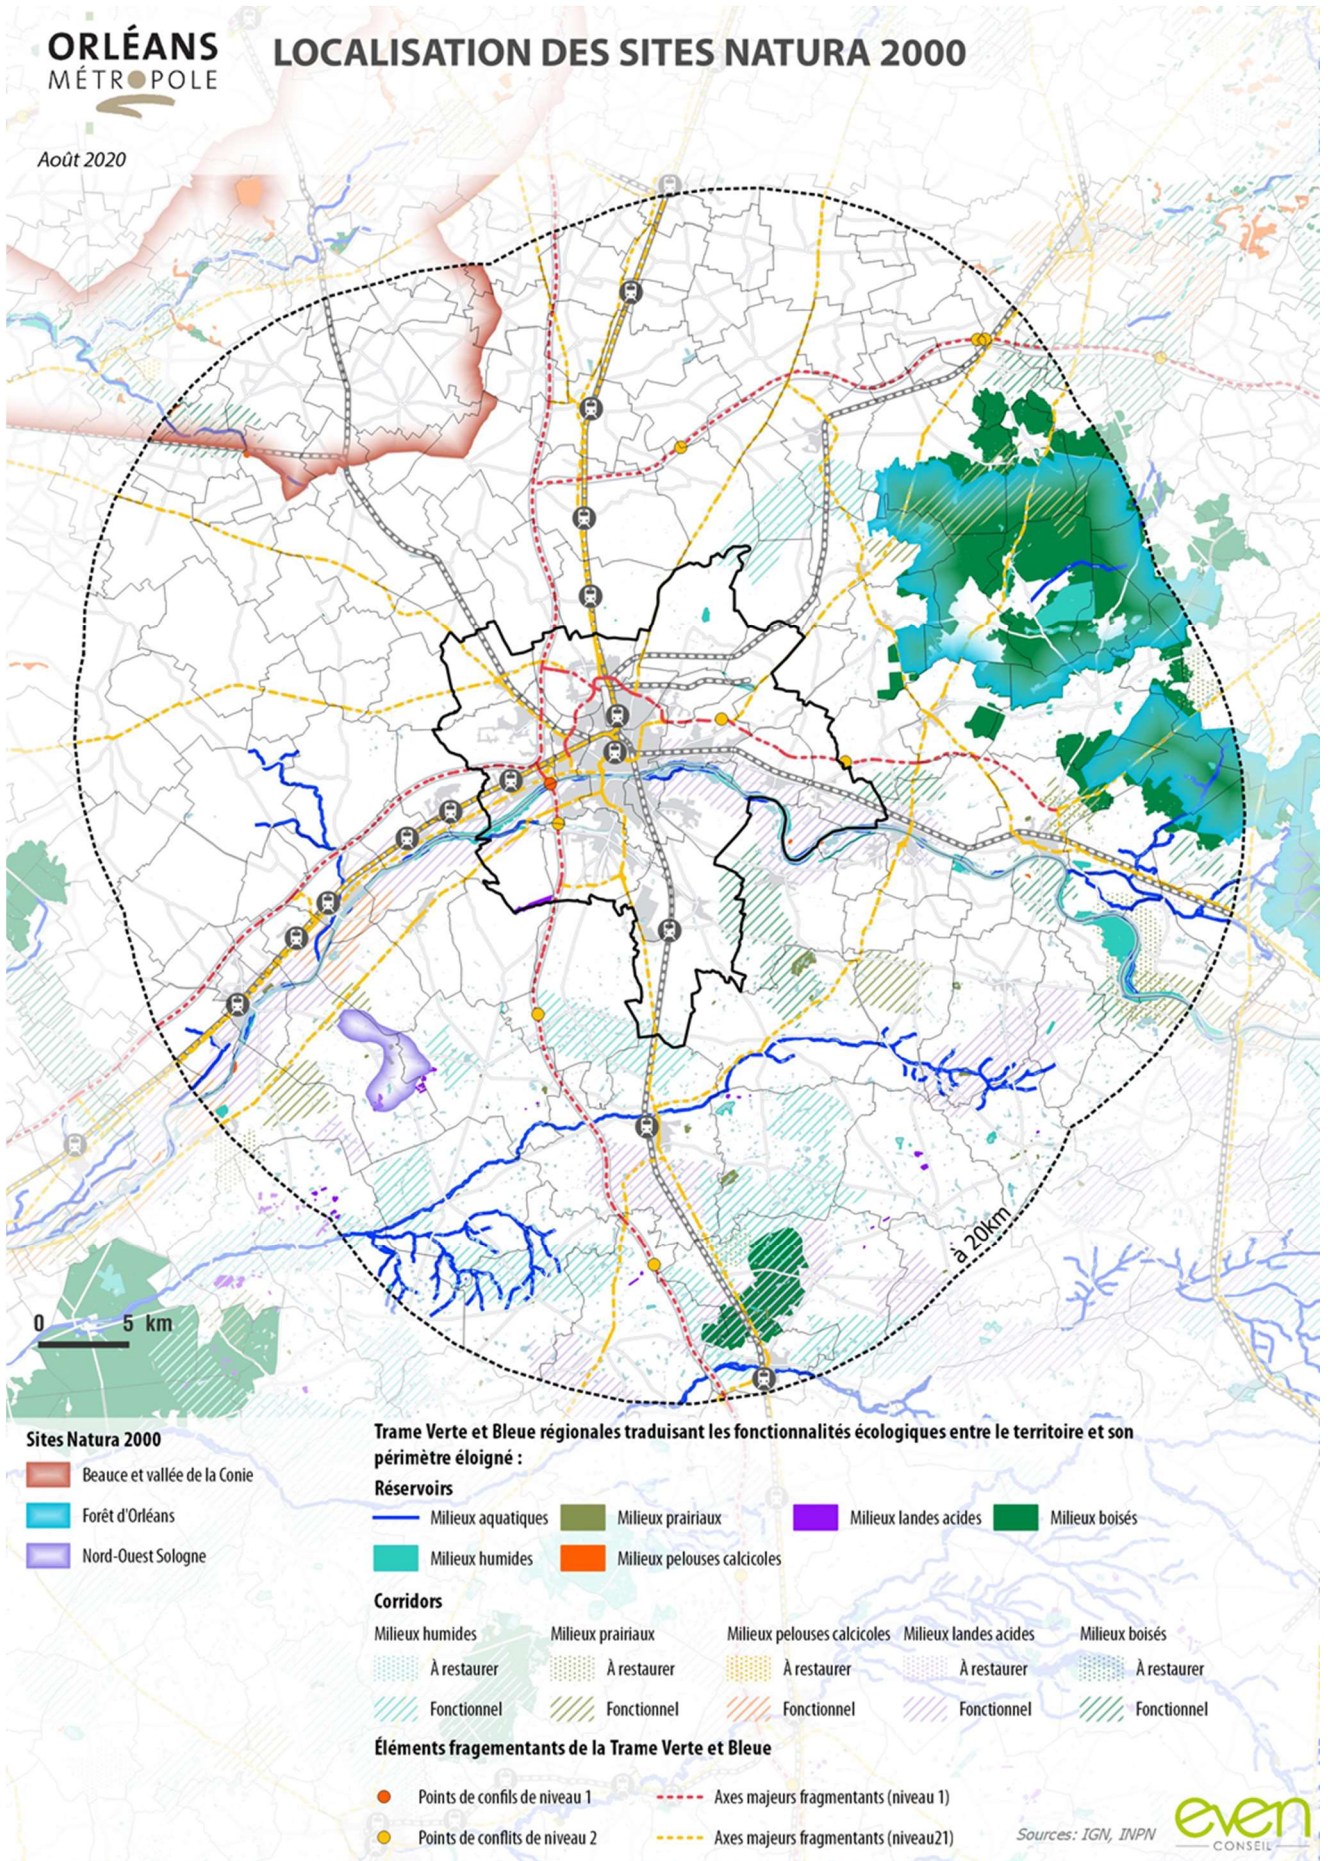 ORLÉANS
MÉTROPOLE
LOCALISATION DES SITES NATURA 2000
Août 2020
à 20km
0 5 km
Sites Natura 2000
Beauce et vallée de la Conie
Forêt d'Orléans
Nord-Ouest Sologne
Trame Verte et Bleue régionales traduisant les fonctionnalités écologiques entre le territoire et son
périmètre éloigné :
Réservoirs
Milieux aquatiques Milieux prairiaux Milieux landes acides Milieux boisés
Milieux humides Milieux pelouses calcicoles
Corridors
Milieux humides Milieux prairiaux Milieux pelouses calcicoles Milieux landes acides Milieux boisés
À restaurer À restaurer À restaurer À restaurer À restaurer
Fonctionnel Fonctionnel Fonctionnel Fonctionnel Fonctionnel
Éléments fragementants de la Trame Verte et Bleue
Points de confils de niveau 1 Axes majeurs fragmentants (niveau 1)
Points de conflits de niveau 2 Axes majeurs fragmentants (niveau21)
Sources: IGN, INPN
even
CONSEIL